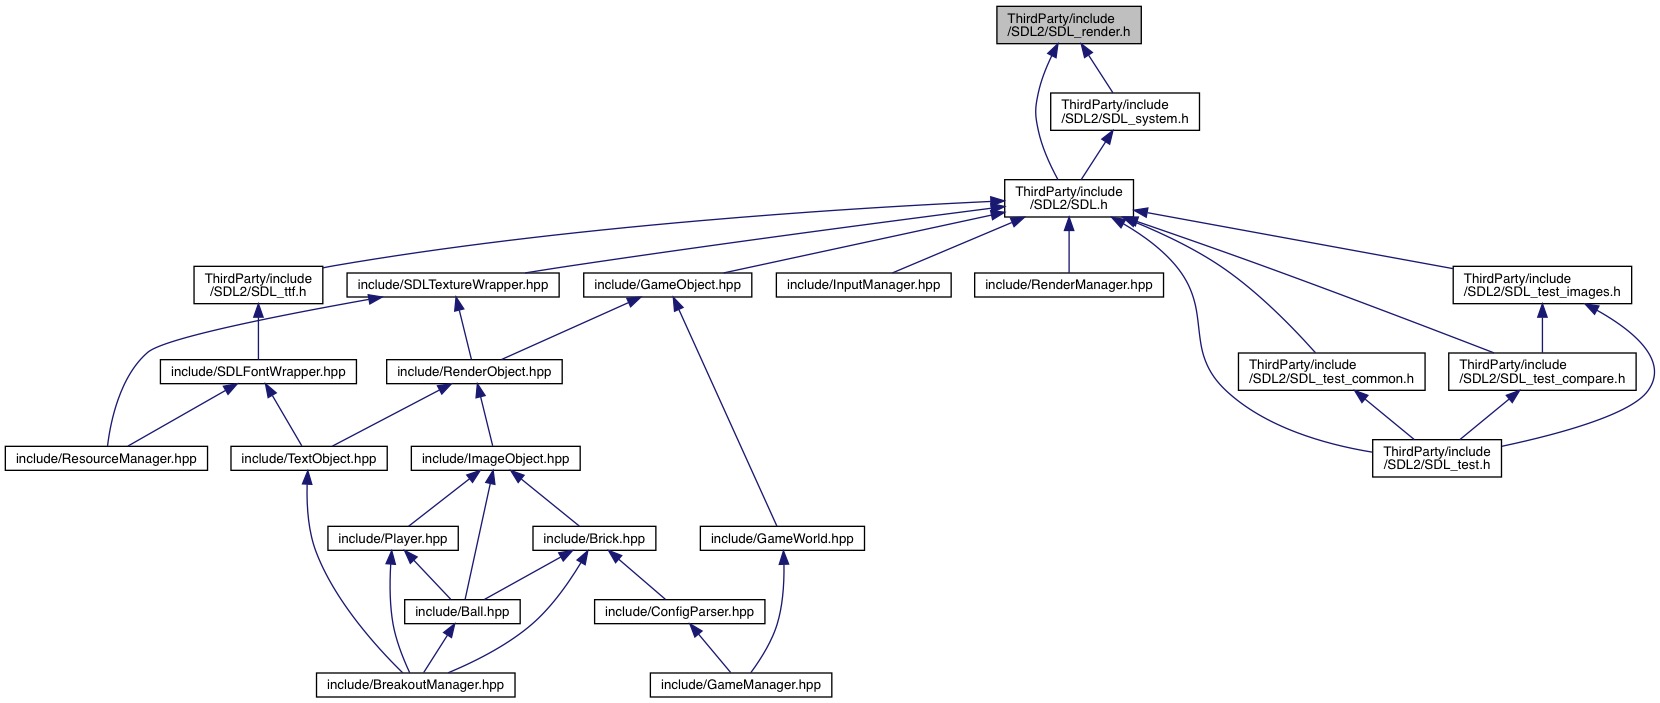 ThirdParty/include
/SDL2/SDL_render.h
ThirdParty/include
/SDL2/SDL_system.h
ThirdParty/include
/SDL2/SDL.h
ThirdParty/include
/SDL2/SDL_ttf.h
include/SDLTextureWrapper.hpp
include/GameObject.hpp
include/InputManager.hpp
include/RenderManager.hpp
ThirdParty/include
/SDL2/SDL_test_images.h
include/SDLFontWrapper.hpp
include/RenderObject.hpp
ThirdParty/include
/SDL2/SDL_test_common.h
ThirdParty/include
/SDL2/SDL_test_compare.h
include/ResourceManager.hpp
include/TextObject.hpp
include/ImageObject.hpp
ThirdParty/include
/SDL2/SDL_test.h
include/Player.hpp
include/Brick.hpp
include/GameWorld.hpp
include/Ball.hpp
include/ConfigParser.hpp
include/BreakoutManager.hpp
include/GameManager.hpp